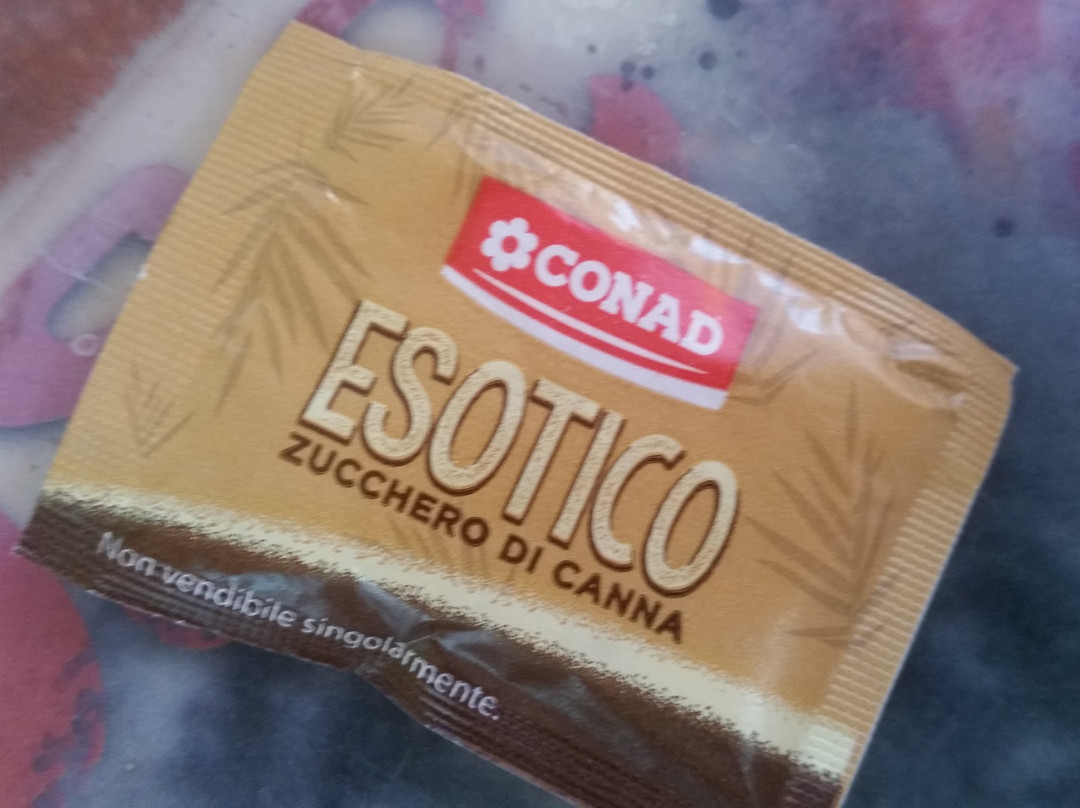 CONAD
ESOTICO
ZUCCHERO DI CANNA
Non vendibile singolarmente.